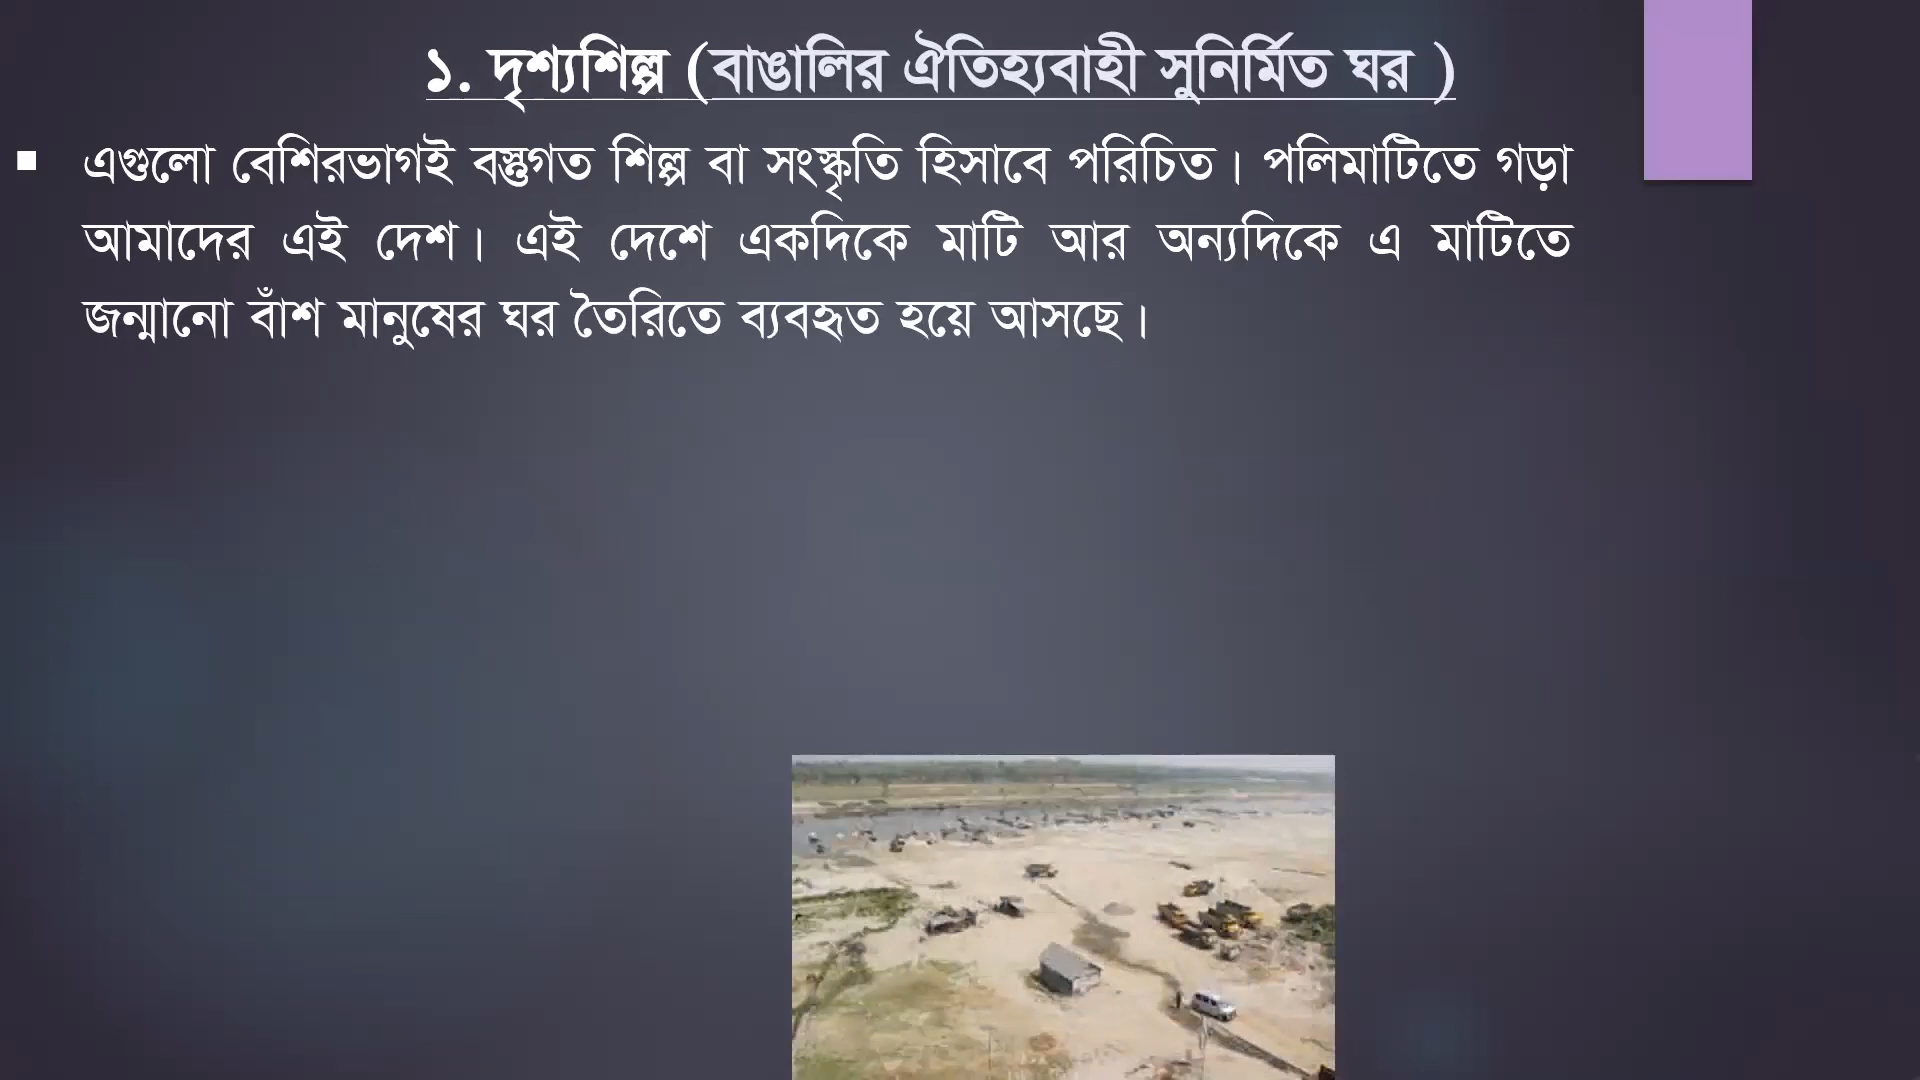 ১. দৃশ্যশিল্প (বাঙালির ঐতিহ্যবাহী সুনির্মিত ঘর )
▪ এগুলো বেশিরভাগই বস্তুগত শিল্প বা সংস্কৃতি হিসাবে পরিচিত। পলিমাটিতে গড়া
আমাদের এই দেশ। এই দেশে একদিকে মাটি আর অন্যদিকে এ মাটিতে
জন্মানো বাঁশ মানুষের ঘর তৈরিতে ব্যবহৃত হয়ে আসছে।